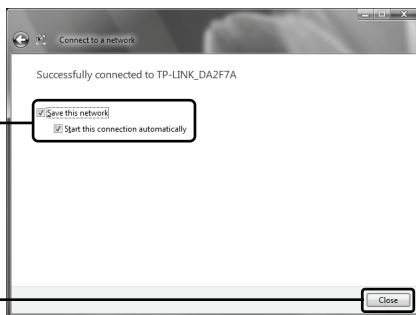 Connect to a network
Successfully connected to TP-LINK_DA2F7A
Save this network
Start this connection automatically
Close